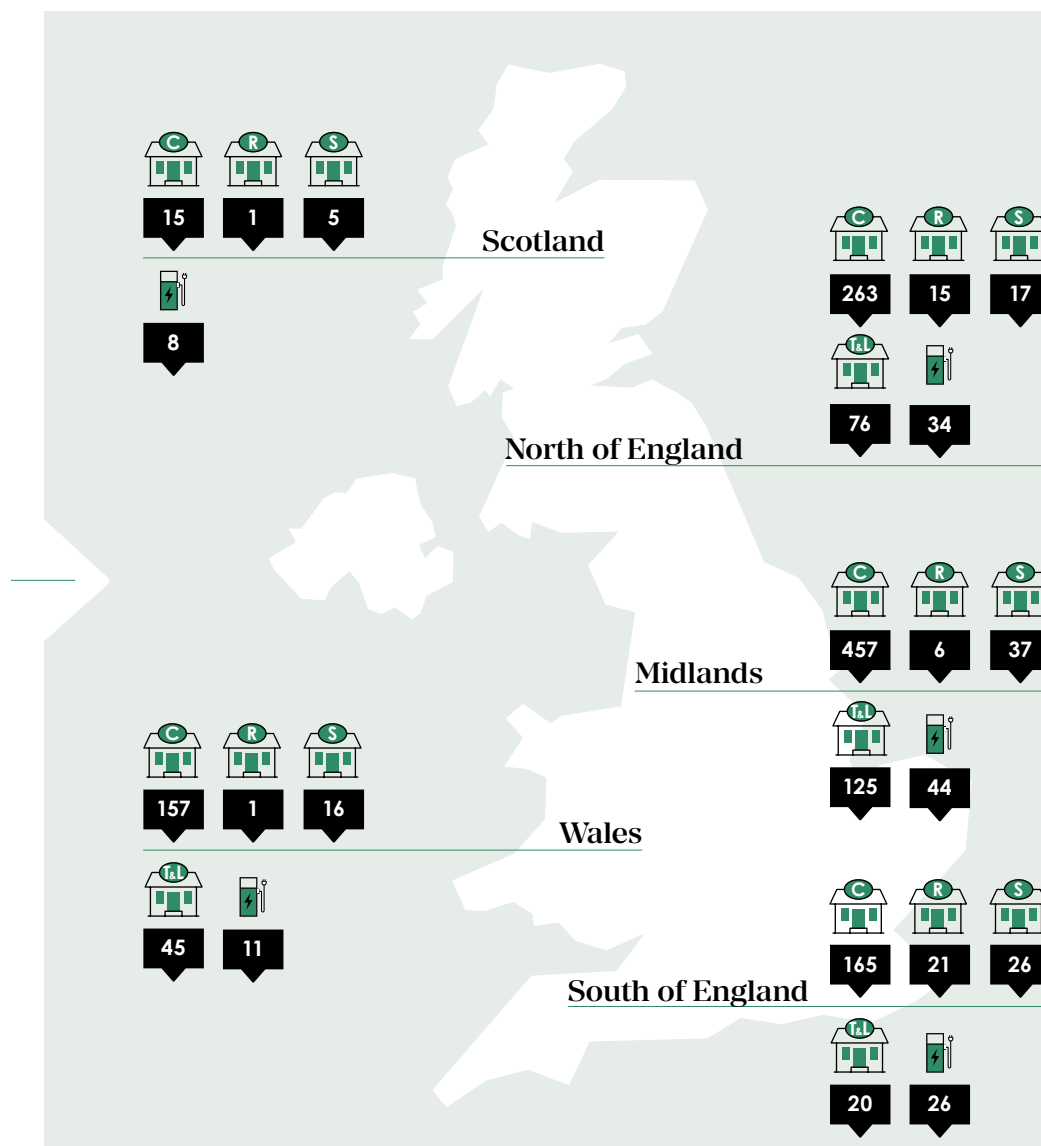 C R S
15 1 5
Scotland
8
C R S
263 15 17
T&L
76 34
North of England
C R S
457 6 37
Midlands
T&L
125 44
C R S
157 1 16
Wales
T&L
45 11
C R S
165 21 26
South of England
T&L
20 26